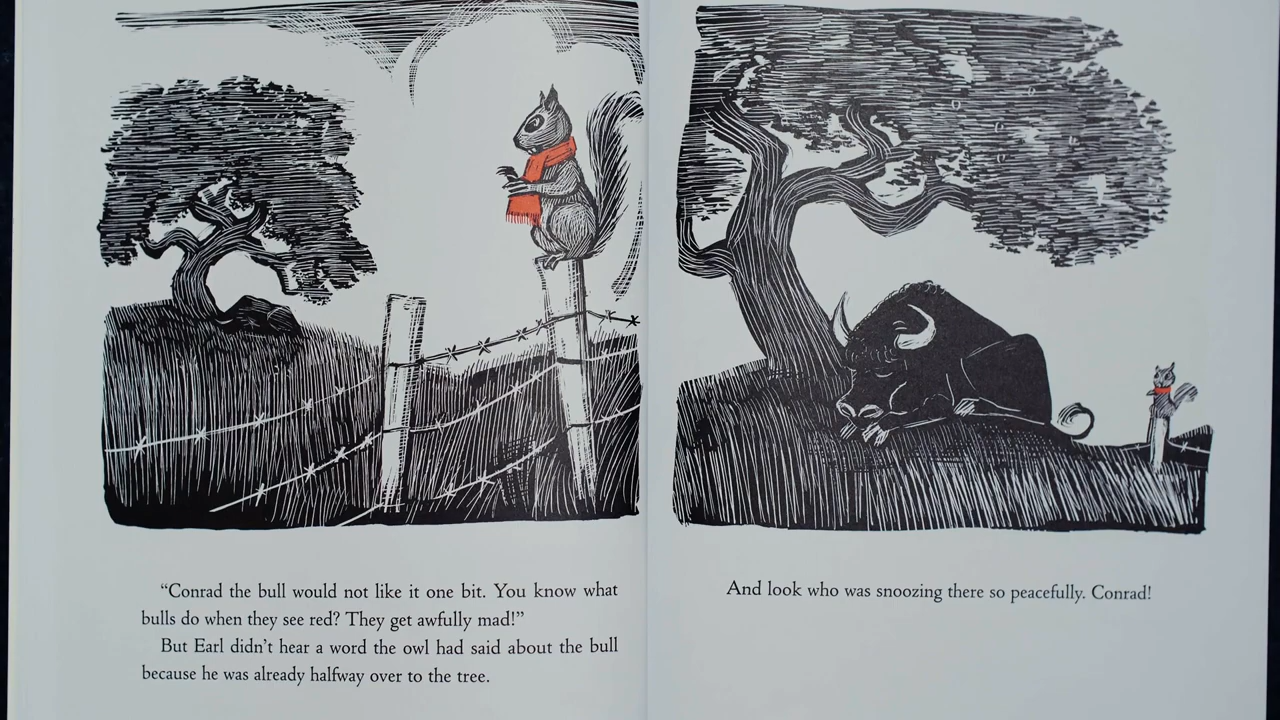 “Conrad the bull would not like it one bit. You know what
bulls do when they see red? They get awfully mad!”
But Earl didn’t hear a word the owl had said about the bull
because he was already halfway over to the tree.
And look who was snoozing there so peacefully. Conrad!